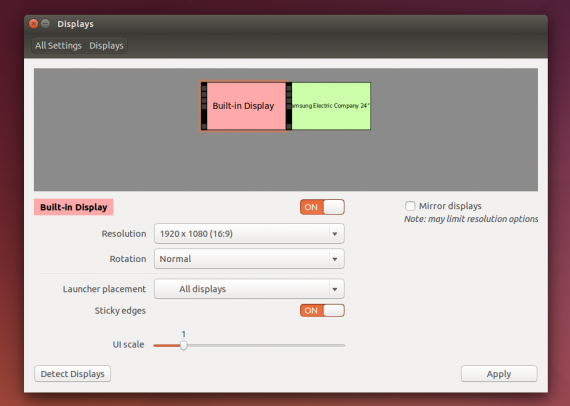 Displays
All Settings Displays
Built-in Display
amsung Electric Company 24"
Built-in Display
ON
Mirror displays
Note: may limit resolution options
Resolution
1920 x 1080 (16:9)
Rotation
Normal
Launcher placement
All displays
Sticky edges
ON
1
UI scale
Detect Displays
Apply